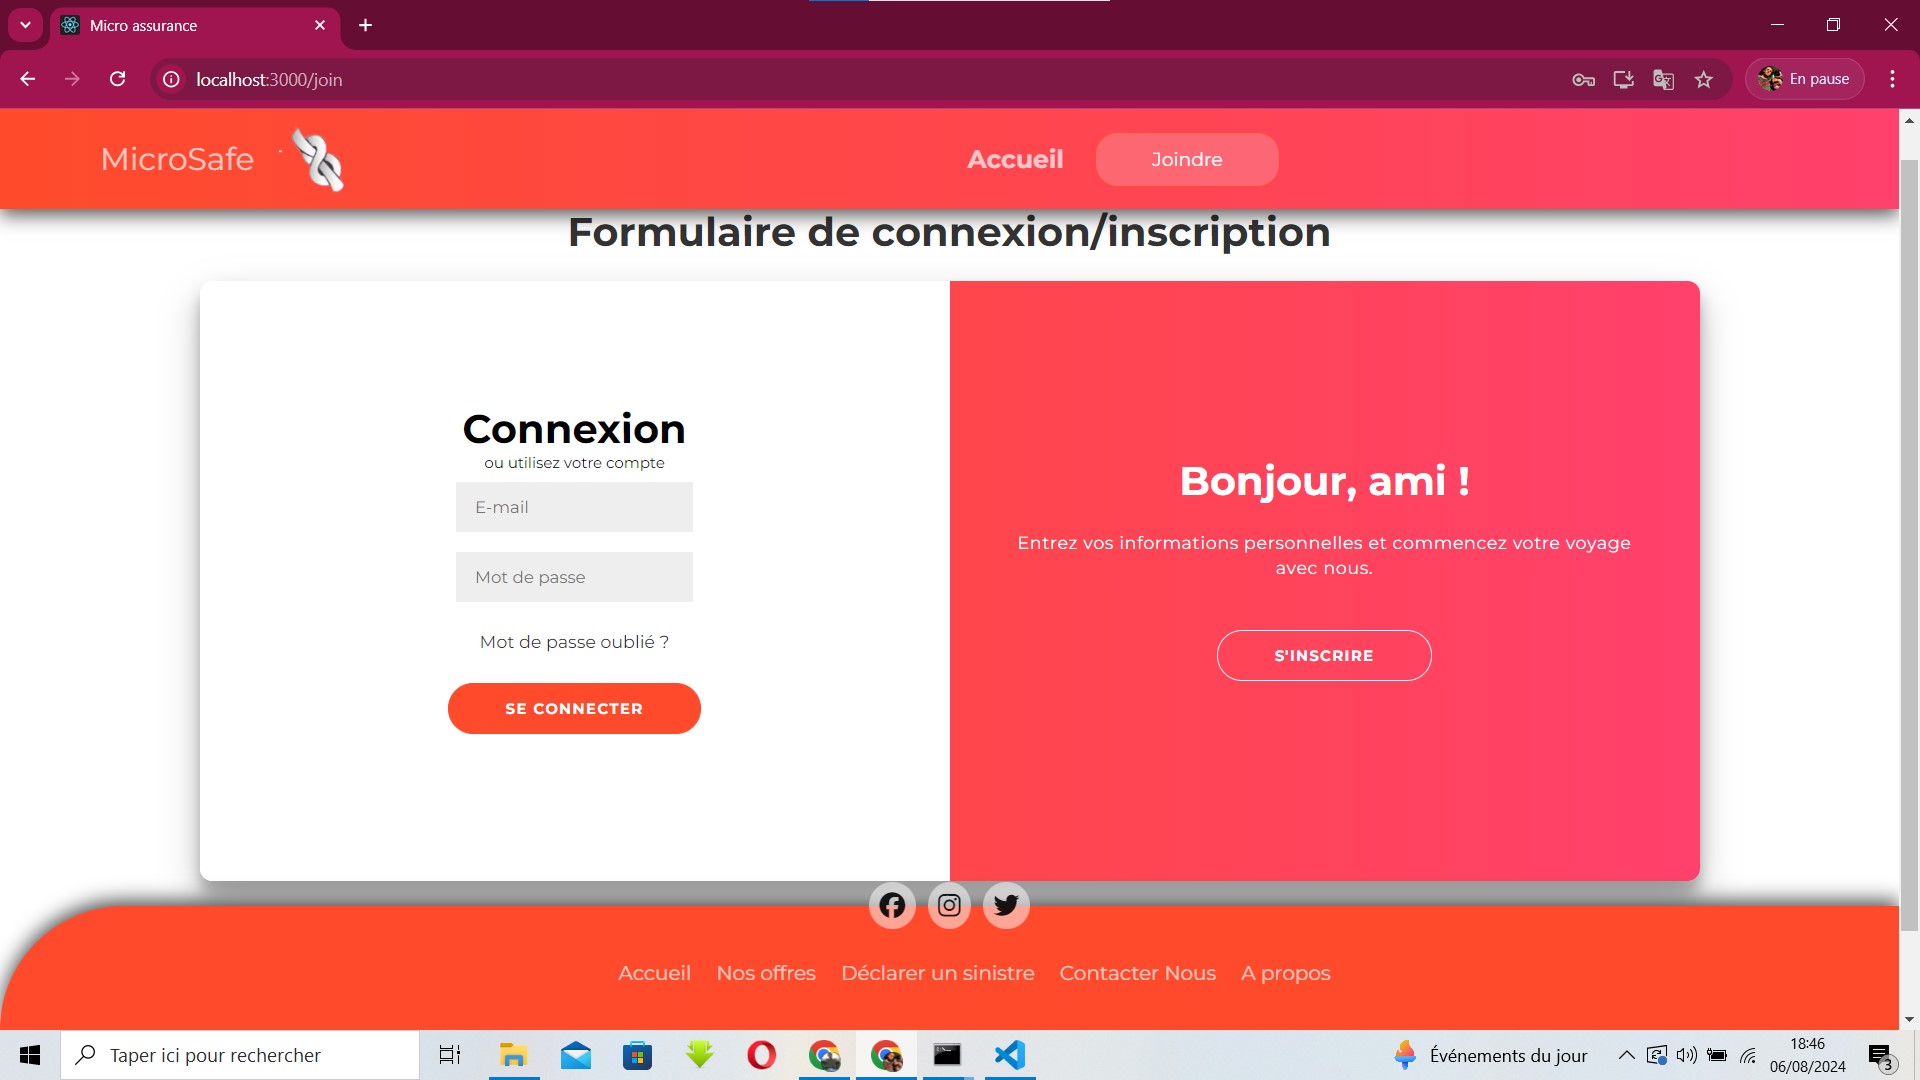 Micro assurance
localhost:3000/join
En pause
MicroSafe
Accueil
Joindre
Formulaire de connexion/inscription
Connexion
ou utilisez votre compte
E-mail
Mot de passe
Mot de passe oublié ?
SE CONNECTER
Bonjour, ami !
Entrez vos informations personnelles et commencez votre voyage
avec nous.
S'INSCRIRE
Accueil
Nos offres
Déclarer un sinistre
Contacter Nous
A propos
Taper ici pour rechercher
Événements du jour
18:46
06/08/2024
3